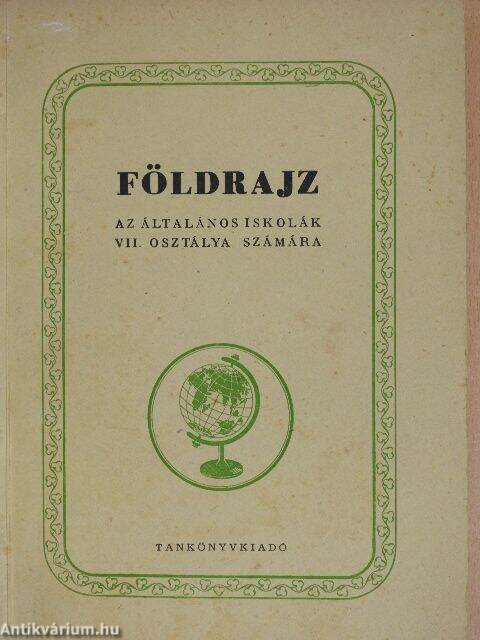 FÖLDRAJZ
AZ ÁLTALÁNOS ISKOLÁK
VII. OSZTÁLYA SZÁMÁRA
TANKÖNYVKIADÓ
Antikvárium.hu